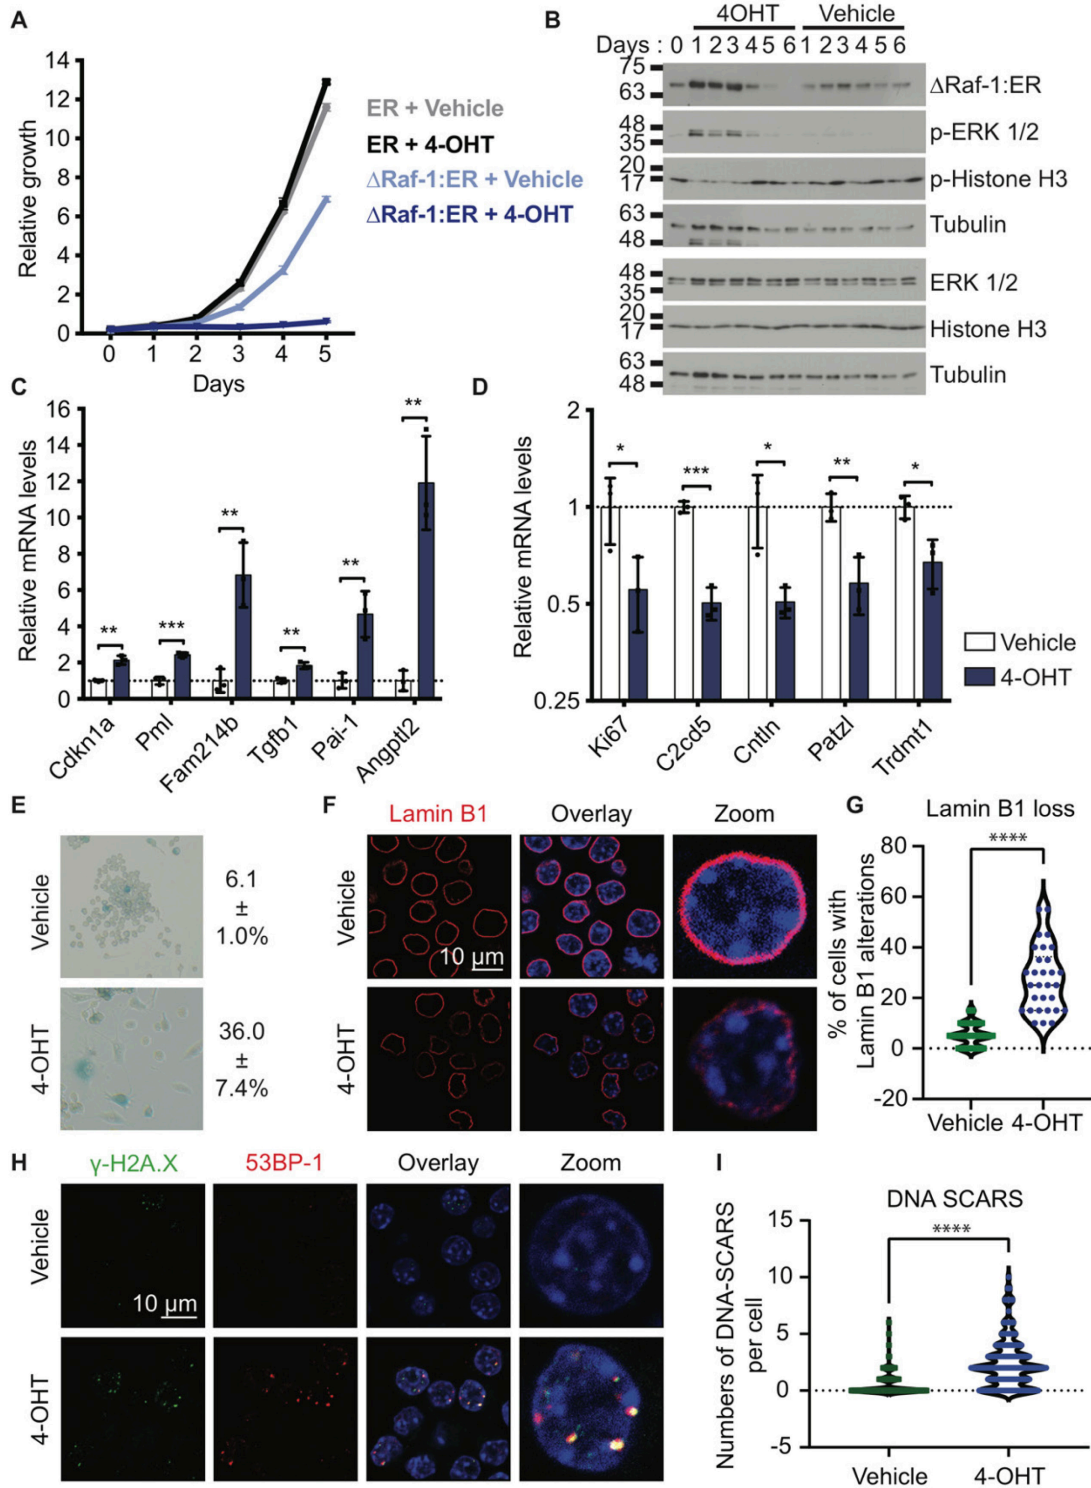 A
Relative growth
14
12
10
8
6
4
2
0
0 1 2 3 4 5
Days
ER + Vehicle
ER + 4-OHT
ΔRaf-1:ER + Vehicle
ΔRaf-1:ER + 4-OHT
B
4OHT Vehicle
Days : 0 1 2 3 4 5 6 1 2 3 4 5 6
75
63
ΔRaf-1:ER
48
35
p-ERK 1/2
20
17
p-Histone H3
63
48
Tubulin
48
35
ERK 1/2
20
17
Histone H3
63
48
Tubulin
C
Relative mRNA levels
16
14
12
10
8
6
4
2
0
** *** ** ** ** **
Cdkn1a Pml Fam214b Tgfb1 Pai-1 Angptl2
D
Relative mRNA levels
2
1
0.5
0.25
* *** * ** *
Ki67 C2cd5 Cntln Patzl Trdmt1
Vehicle
4-OHT
E
Vehicle
6.1
±
1.0%
4-OHT
36.0
±
7.4%
F
Lamin B1 Overlay Zoom
Vehicle
10 µm
4-OHT
G
Lamin B1 loss
****
% of cells with
Lamin B1 alterations
80
60
40
20
0
-20
Vehicle 4-OHT
H
γ-H2A.X 53BP-1 Overlay Zoom
Vehicle
10 µm
4-OHT
I
DNA SCARS
****
Numbers of DNA-SCARS
per cell
15
10
5
0
-5
Vehicle 4-OHT